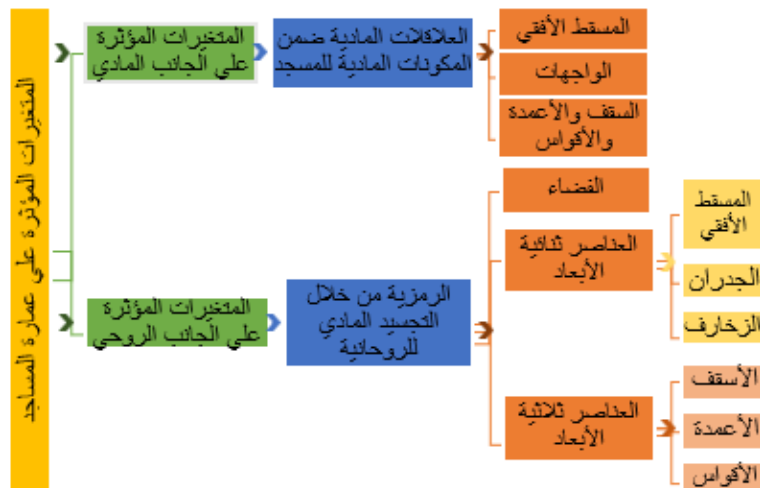 المتغيرات المؤثرة على عمارة المساجد
المتغيرات المؤثرة
على الجانب المادي
العلاقات المادية ضمن
المكونات المادية للمسجد
المسقط الأفقي
الواجهات
السقف والأعمدة
والأقواس
المتغيرات المؤثرة
على الجانب الروحي
الرمزية من خلال
التجسيد المادي
للروحانية
الفضاء
العناصر ثنائية
الأبعاد
المسقط
الأفقي
الجدران
الزخارف
العناصر ثلاثية
الأبعاد
الأسقف
الأعمدة
الأقواس